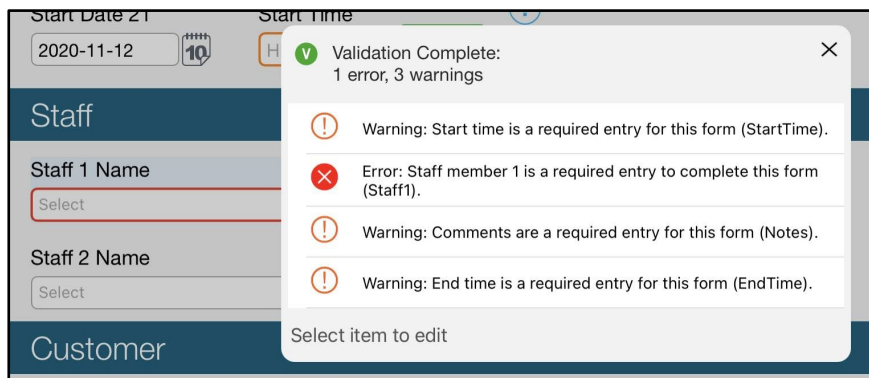 Start Date 21 Start Time
2020-11-12 10 H
V Validation Complete:
1 error, 3 warnings
Warning: Start time is a required entry for this form (StartTime).
Staff
Error: Staff member 1 is a required entry to complete this form
(Staff1).
Staff 1 Name
Select
Warning: Comments are a required entry for this form (Notes).
Staff 2 Name
Select
Warning: End time is a required entry for this form (EndTime).
Select item to edit
Customer